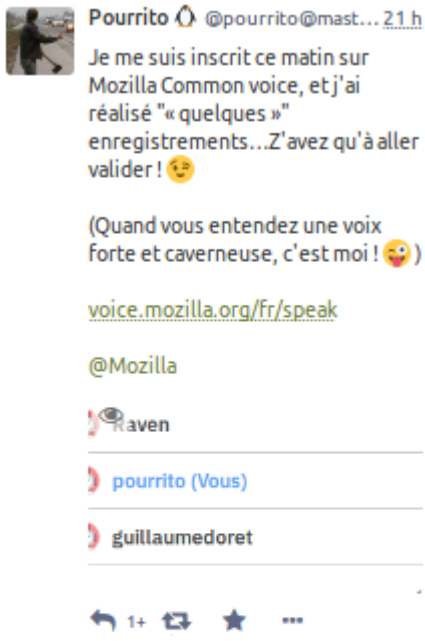 Pourrito @pourrito@mast... 21 h
Je me suis inscrit ce matin sur
Mozilla Common voice, et j'ai
réalisé "« quelques »"
enregistrements...Z'avez qu'à aller
valider ! 😉
(Quand vous entendez une voix
forte et caverneuse, c'est moi ! 😜 )
voice.mozilla.org/fr/speak
@Mozilla
Raven
pourrito (Vous)
guillaumedoret
1+